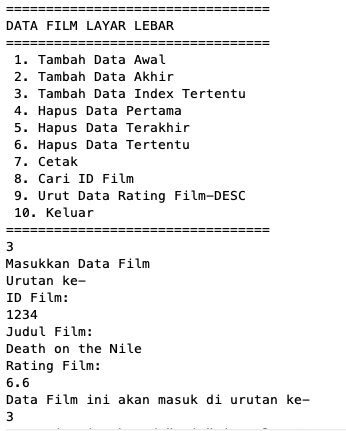 =================================
DATA FILM LAYAR LEBAR
=================================
1. Tambah Data Awal
2. Tambah Data Akhir
3. Tambah Data Index Tertentu
4. Hapus Data Pertama
5. Hapus Data Terakhir
6. Hapus Data Tertentu
7. Cetak
8. Cari ID Film
9. Urut Data Rating Film-DESC
10. Keluar
=================================
3
Masukkan Data Film
Urutan ke-
ID Film:
1234
Judul Film:
Death on the Nile
Rating Film:
6.6
Data Film ini akan masuk di urutan ke-
3